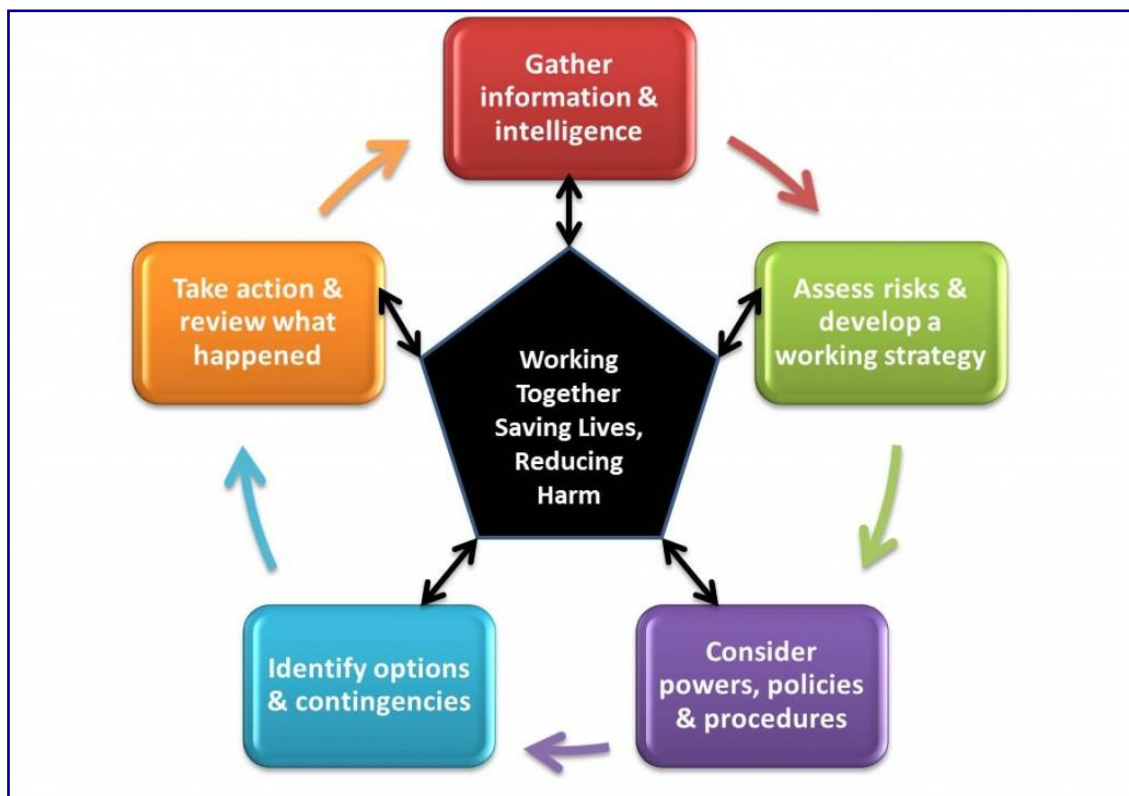 Gather
information &
intelligence
Assess risks &
develop a
working strategy
Consider
powers, policies
& procedures
Identify options
& contingencies
Take action &
review what
happened
Working
Together
Saving Lives,
Reducing
Harm